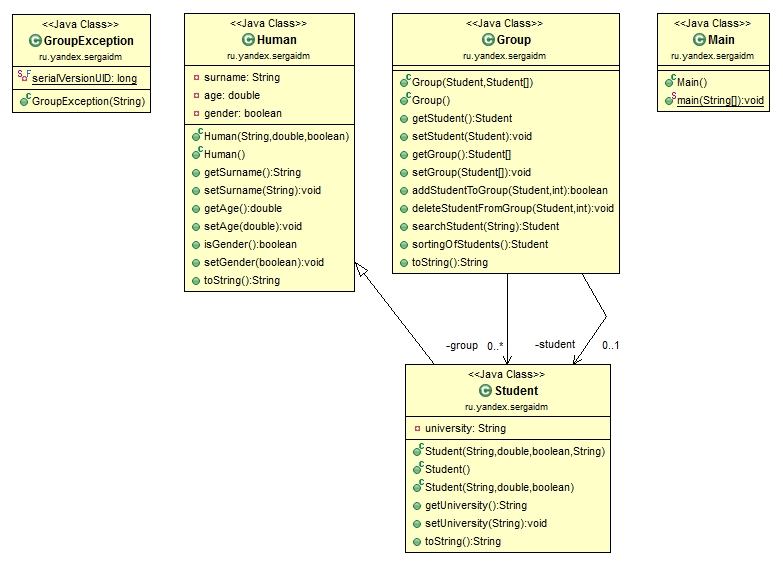 <<Java Class>>
GroupException
ru.yandex.sergaidm
serialVersionUID: long
GroupException(String)
<<Java Class>>
Human
ru.yandex.sergaidm
surname: String
age: double
gender: boolean
Human(String,double,boolean)
Human()
getSurname():String
setSurname(String):void
getAge():double
setAge(double):void
isGender():boolean
setGender(boolean):void
toString():String
<<Java Class>>
Group
ru.yandex.sergaidm
Group(Student,Student[])
Group()
getStudent():Student
setStudent(Student):void
getGroup():Student[]
setGroup(Student[]):void
addStudentToGroup(Student,int):boolean
deleteStudentFromGroup(Student,int):void
searchStudent(String):Student
sortingOfStudents():Student
toString():String
<<Java Class>>
Main
ru.yandex.sergaidm
Main()
main(String[]):void
-group 0..*
-student 0..1
<<Java Class>>
Student
ru.yandex.sergaidm
university: String
Student(String,double,boolean,String)
Student()
Student(String,double,boolean)
getUniversity():String
setUniversity(String):void
toString():String